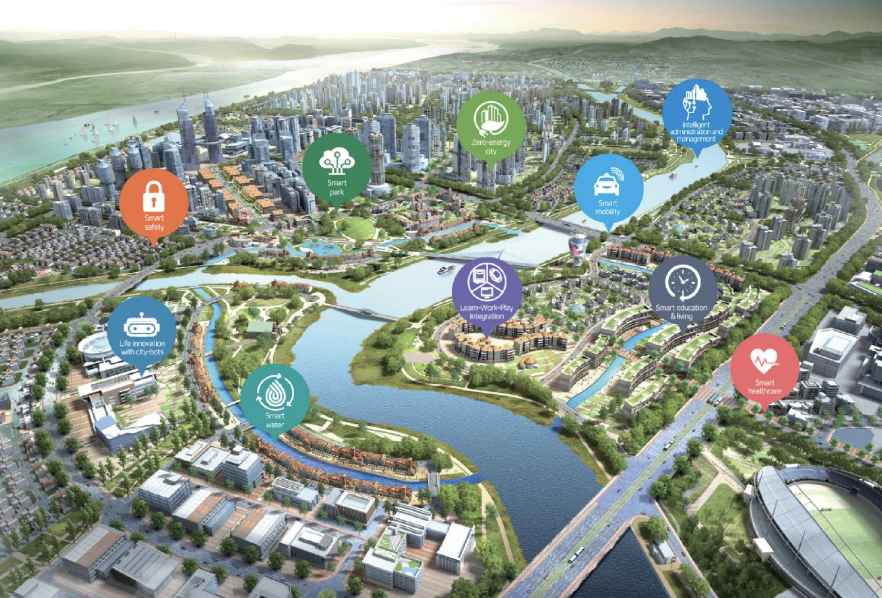 Intelligent
administration and
management
Zero-energy
city
Smart
park
Smart
mobility
Smart
safety
Learn-Work-Play
Integration
Smart education
& living
Life innovation
with city-bots
Smart
healthcare
Smart
water